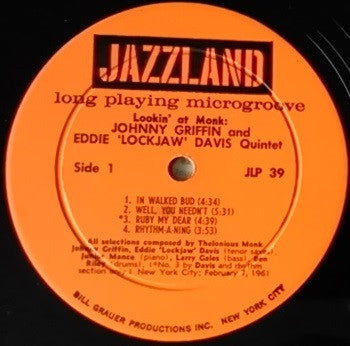 JAZZLAND
long playing microgroove
Lookin' at Monk:
JOHNNY GRIFFIN and
EDDIE 'LOCKJAW' DAVIS Quintet
Side 1 JLP 39
1. IN WALKED BUD (4:34)
2. WELL, YOU NEEDN'T (5:31)
*3. RUBY MY DEAR (4:39)
4. RHYTHM-A-NING (3:53)
All selections composed by Thelonious Monk
Johnny Griffin, Eddie 'Lockjaw' Davis (tenor saxes),
Junior Mance (piano), Larry Gales (bass), Ben
Riley (drums). (*No. 3 by Davis and rhythm
section only.) New York City; February 7, 1961
BILL GRAUER PRODUCTIONS INC. NEW YORK CITY